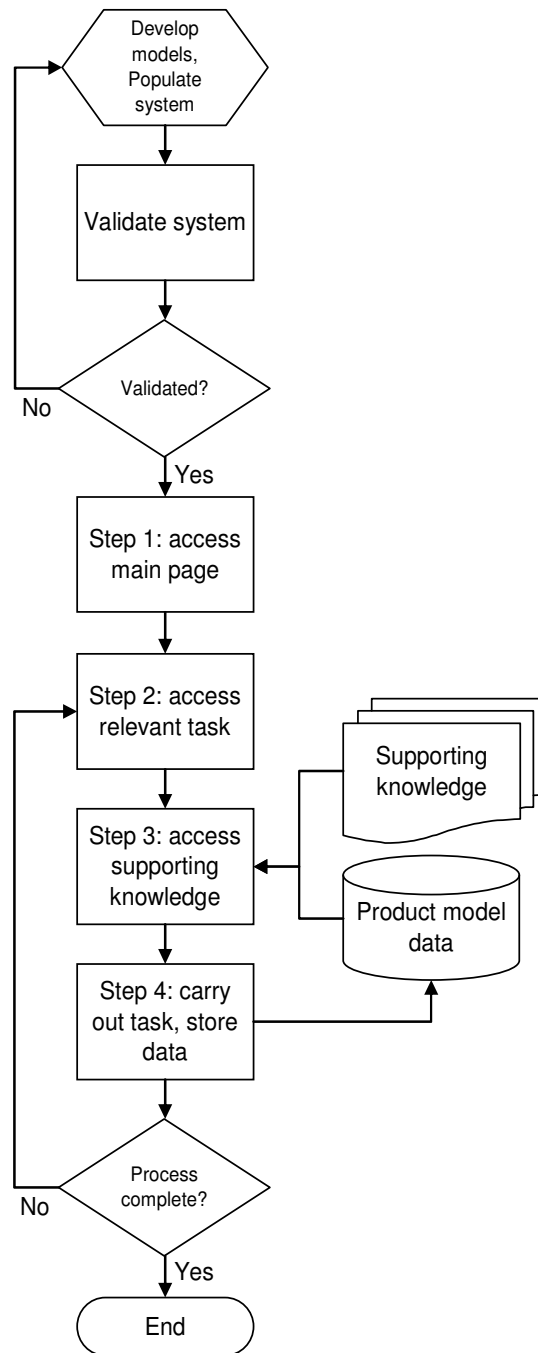 Develop
models,
Populate
system
Validate system
Validated?
No
Yes
Step 1: access
main page
Step 2: access
relevant task
Supporting
knowledge
Step 3: access
supporting
knowledge
Product model
data
Step 4: carry
out task, store
data
Process
complete?
No
Yes
End